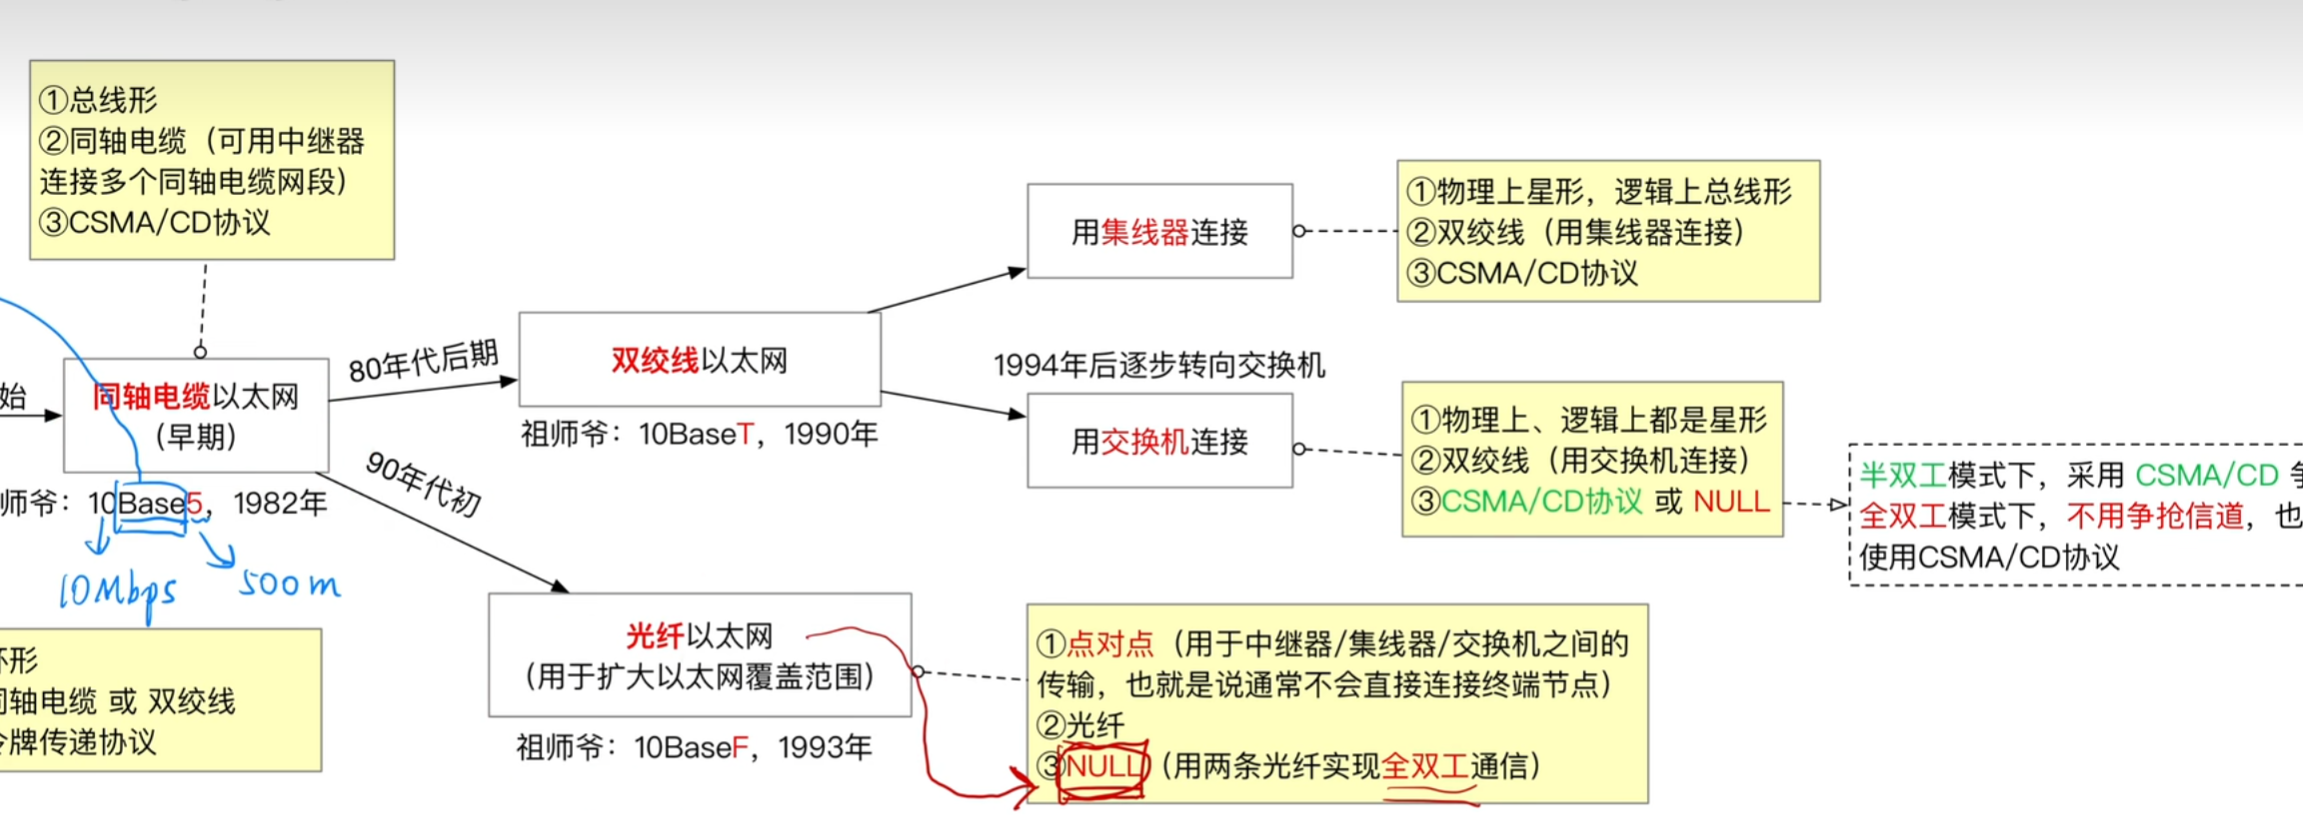 ①总线形
②同轴电缆（可用中继器
连接多个同轴电缆网段）
③CSMA/CD协议
始
同轴电缆以太网
（早期）
师爷：10Base5，1982年
10Mbps
500m
环形
同轴电缆 或 双绞线
令牌传递协议
80年代后期
90年代初
双绞线以太网
祖师爷：10BaseT，1990年
光纤以太网
（用于扩大以太网覆盖范围）
祖师爷：10BaseF，1993年
用集线器连接
①物理上星形，逻辑上总线形
②双绞线（用集线器连接）
③CSMA/CD协议
1994年后逐步转向交换机
用交换机连接
①物理上、逻辑上都是星形
②双绞线（用交换机连接）
③CSMA/CD协议 或 NULL
半双工模式下，采用 CSMA/CD 争
全双工模式下，不用争抢信道，也
使用CSMA/CD协议
①点对点（用于中继器/集线器/交换机之间的
传输，也就是说通常不会直接连接终端节点）
②光纤
③NULL（用两条光纤实现全双工通信）